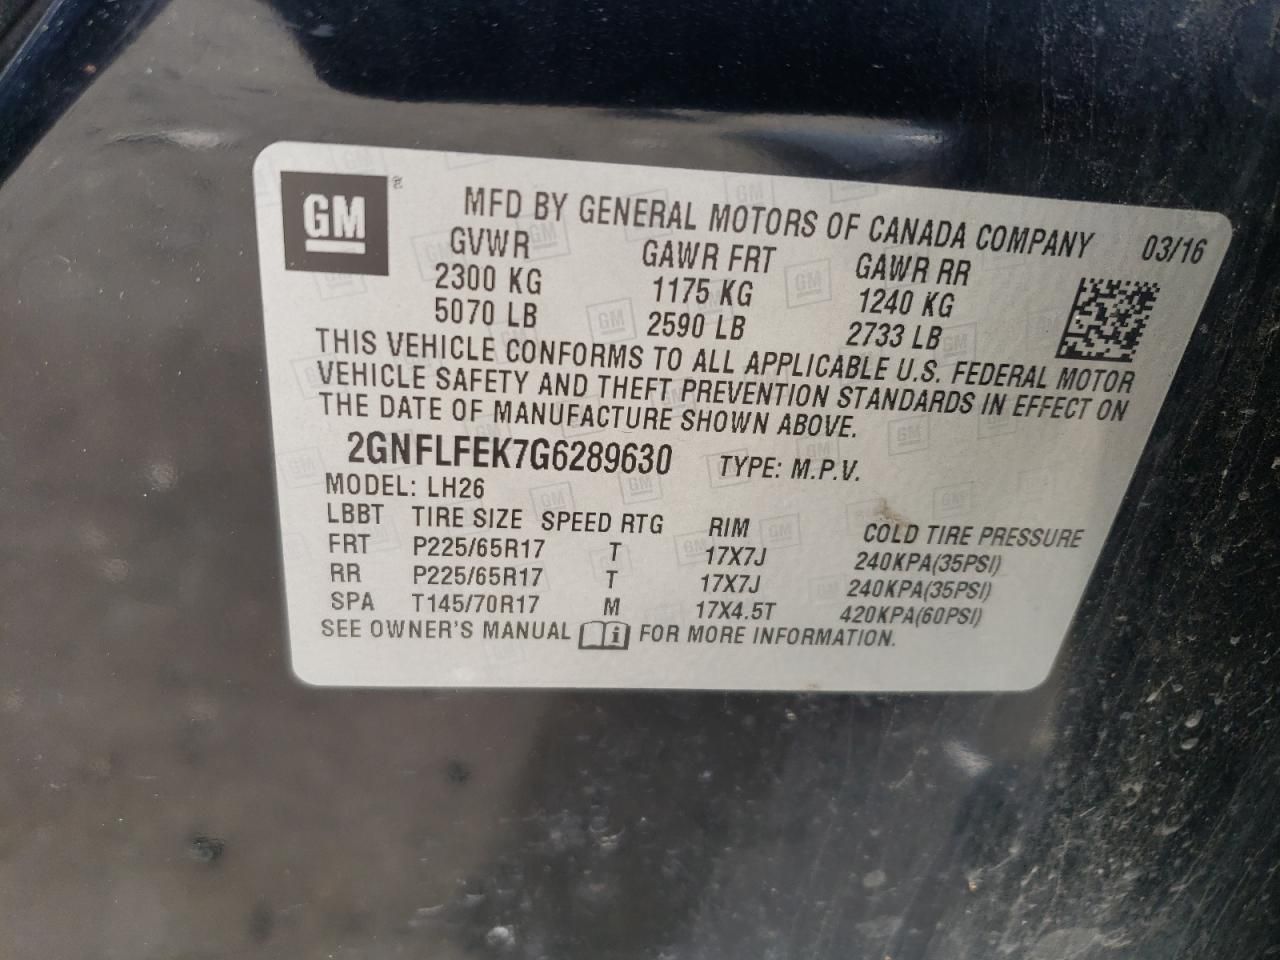 GM ®
MFD BY GENERAL MOTORS OF CANADA COMPANY 03/16
GVWR GAWR FRT GAWR RR
2300 KG 1175 KG 1240 KG
5070 LB 2590 LB 2733 LB
THIS VEHICLE CONFORMS TO ALL APPLICABLE U.S. FEDERAL MOTOR
VEHICLE SAFETY AND THEFT PREVENTION STANDARDS IN EFFECT ON
THE DATE OF MANUFACTURE SHOWN ABOVE.
2GNFLFEK7G6289630 TYPE: M.P.V.
MODEL: LH26
LBBT TIRE SIZE SPEED RTG RIM COLD TIRE PRESSURE
FRT P225/65R17 T 17X7J 240KPA(35PSI)
RR P225/65R17 T 17X7J 240KPA(35PSI)
SPA T145/70R17 M 17X4.5T 420KPA(60PSI)
SEE OWNER'S MANUAL i FOR MORE INFORMATION.